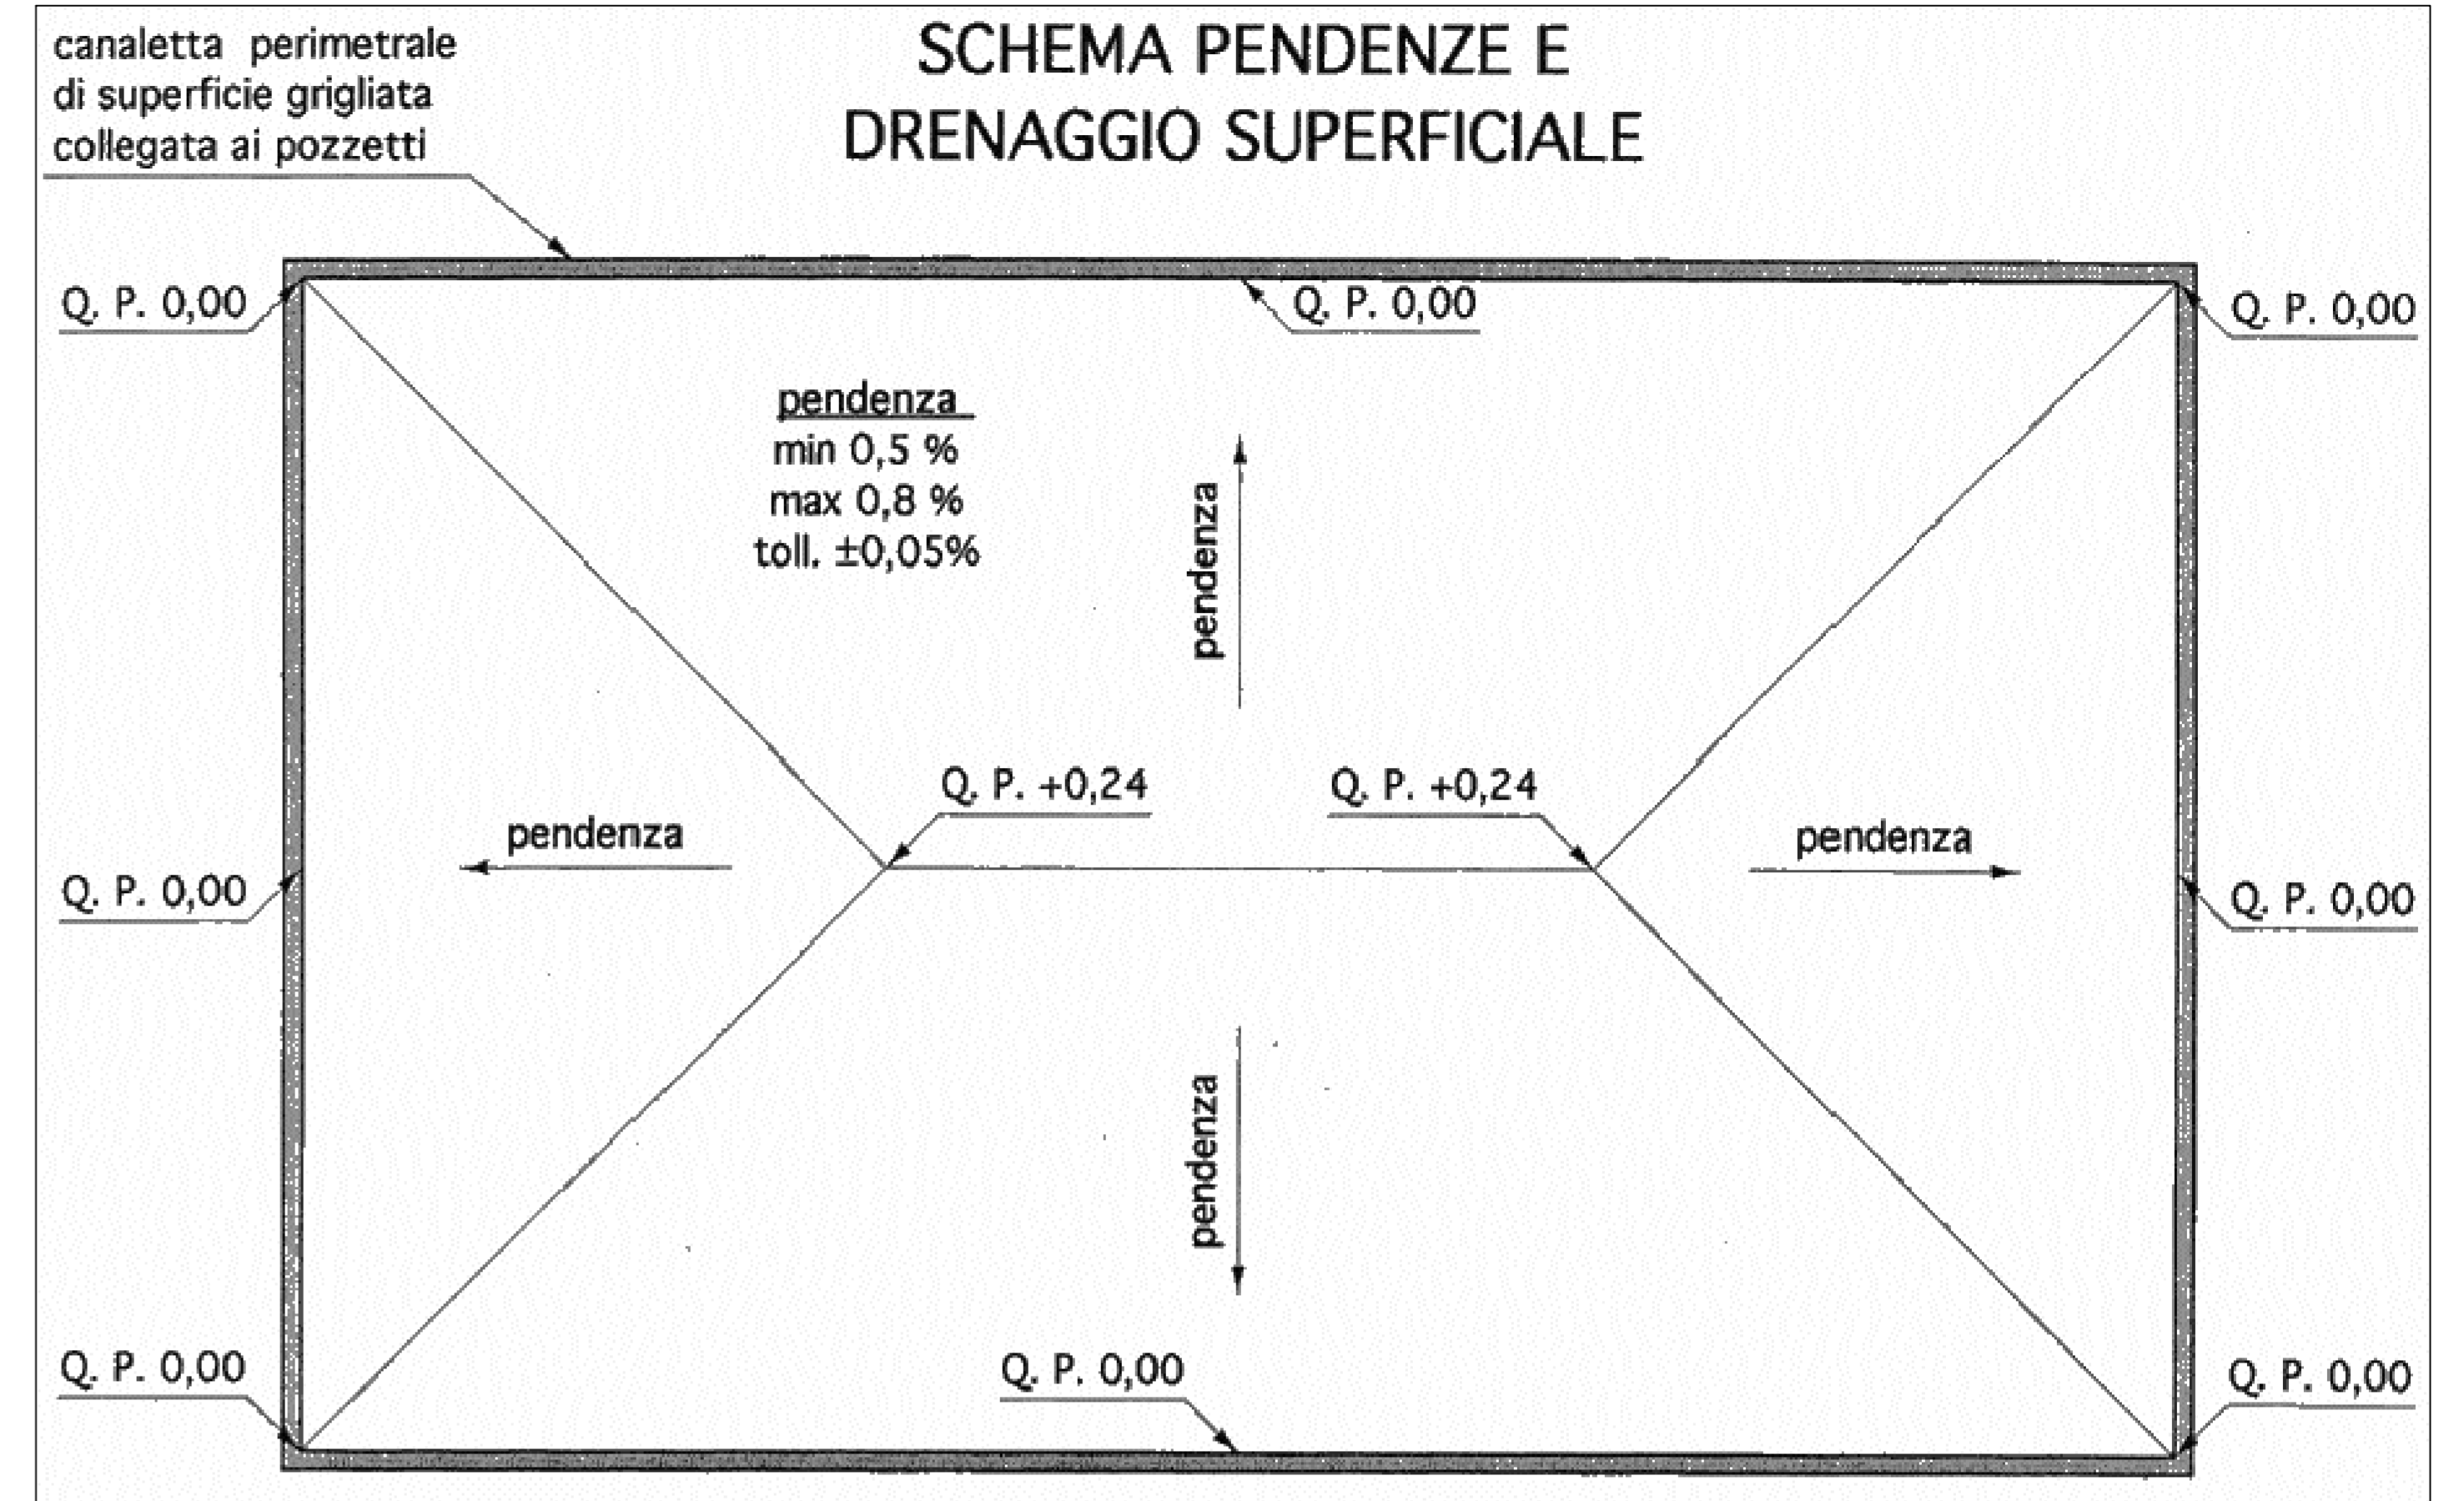 canaletta perimetrale
di superficie grigliata
collegata ai pozzetti
SCHEMA PENDENZE E
DRENAGGIO SUPERFICIALE
Q. P. 0,00
Q. P. 0,00
Q. P. 0,00
pendenza
min 0,5 %
max 0,8 %
toll. ±0,05%
pendenza
Q. P. +0,24
Q. P. +0,24
pendenza
pendenza
Q. P. 0,00
Q. P. 0,00
pendenza
Q. P. 0,00
Q. P. 0,00
Q. P. 0,00